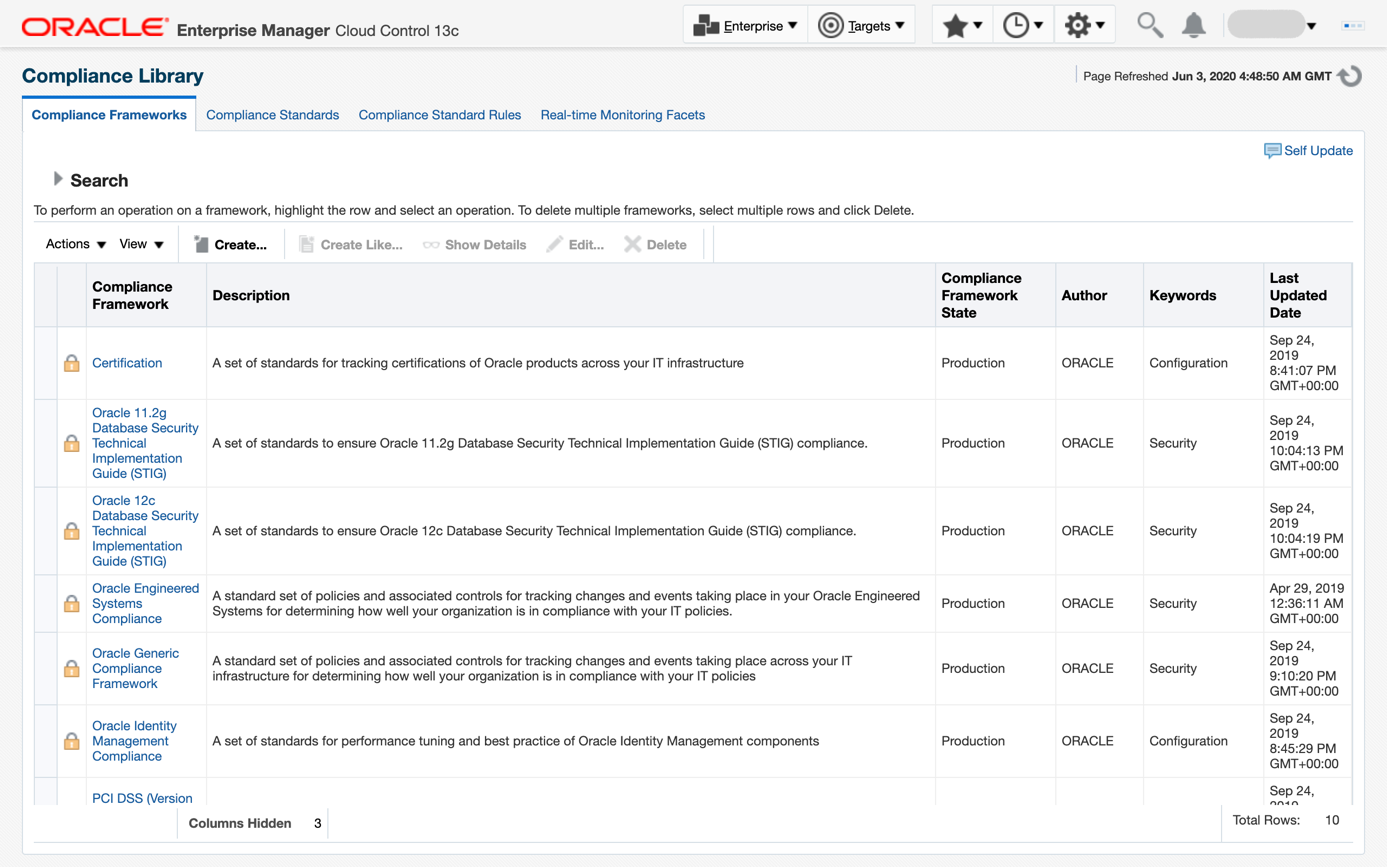 ORACLE Enterprise Manager Cloud Control 13c
Enterprise Targets
Compliance Library
Page Refreshed Jun 3, 2020 4:48:50 AM GMT
Compliance Frameworks Compliance Standards Compliance Standard Rules Real-time Monitoring Facets
Self Update
Search
To perform an operation on a framework, highlight the row and select an operation. To delete multiple frameworks, select multiple rows and click Delete.
Actions View Create... Create Like... Show Details Edit... Delete
Compliance
Framework
Description
Compliance
Framework
State
Author
Keywords
Last
Updated
Date
Certification
A set of standards for tracking certifications of Oracle products across your IT infrastructure
Production
ORACLE
Configuration
Sep 24,
2019
8:41:07 PM
GMT+00:00
Oracle 11.2g
Database Security
Technical
Implementation
Guide (STIG)
A set of standards to ensure Oracle 11.2g Database Security Technical Implementation Guide (STIG) compliance.
Production
ORACLE
Security
Sep 24,
2019
10:04:13 PM
GMT+00:00
Oracle 12c
Database Security
Technical
Implementation
Guide (STIG)
A set of standards to ensure Oracle 12c Database Security Technical Implementation Guide (STIG) compliance.
Production
ORACLE
Security
Sep 24,
2019
10:04:19 PM
GMT+00:00
Oracle Engineered
Systems
Compliance
A standard set of policies and associated controls for tracking changes and events taking place in your Oracle Engineered
Systems for determining how well your organization is in compliance with your IT policies.
Production
ORACLE
Security
Apr 29, 2019
12:36:11 AM
GMT+00:00
Oracle Generic
Compliance
Framework
A standard set of policies and associated controls for tracking changes and events taking place across your IT
infrastructure for determining how well your organization is in compliance with your IT policies
Production
ORACLE
Security
Sep 24,
2019
9:10:20 PM
GMT+00:00
Oracle Identity
Management
Compliance
A set of standards for performance tuning and best practice of Oracle Identity Management components
Production
ORACLE
Configuration
Sep 24,
2019
8:45:29 PM
GMT+00:00
PCI DSS (Version
Sep 24,
2019
Columns Hidden 3
Total Rows: 10